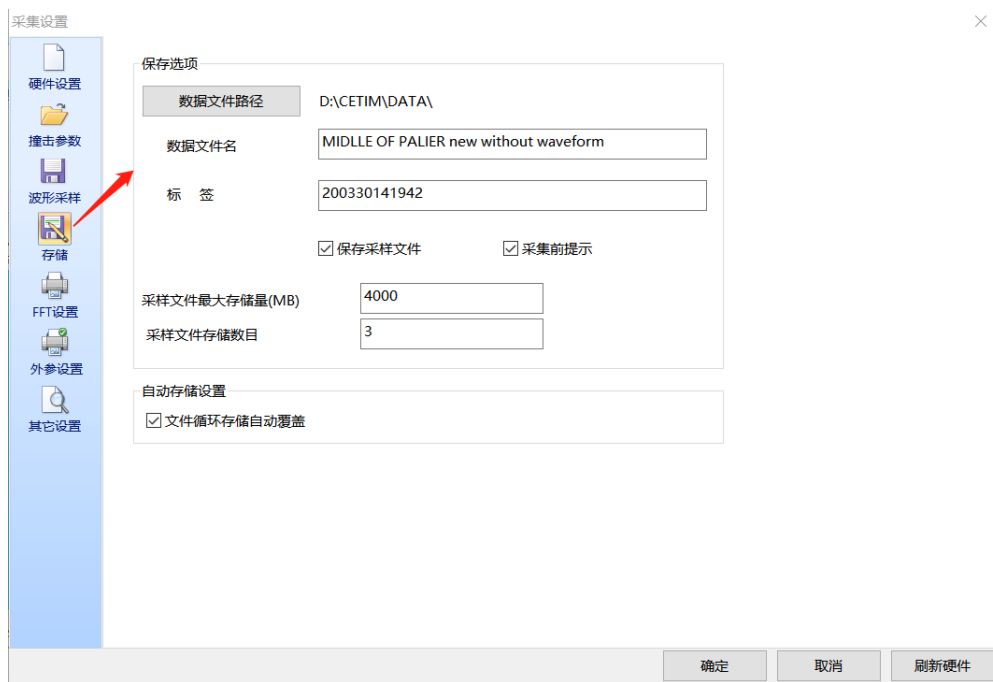 采集设置
硬件设置
撞击参数
波形采样
存储
FFT设置
外参设置
其它设置
保存选项
数据文件路径 D:\CETIM\DATA\
数据文件名 MIDLLE OF PALIER new without waveform
标 签 200330141942
保存采样文件 采集前提示
采样文件最大存储量(MB) 4000
采样文件存储数目 3
自动存储设置
文件循环存储自动覆盖
确定 取消 刷新硬件